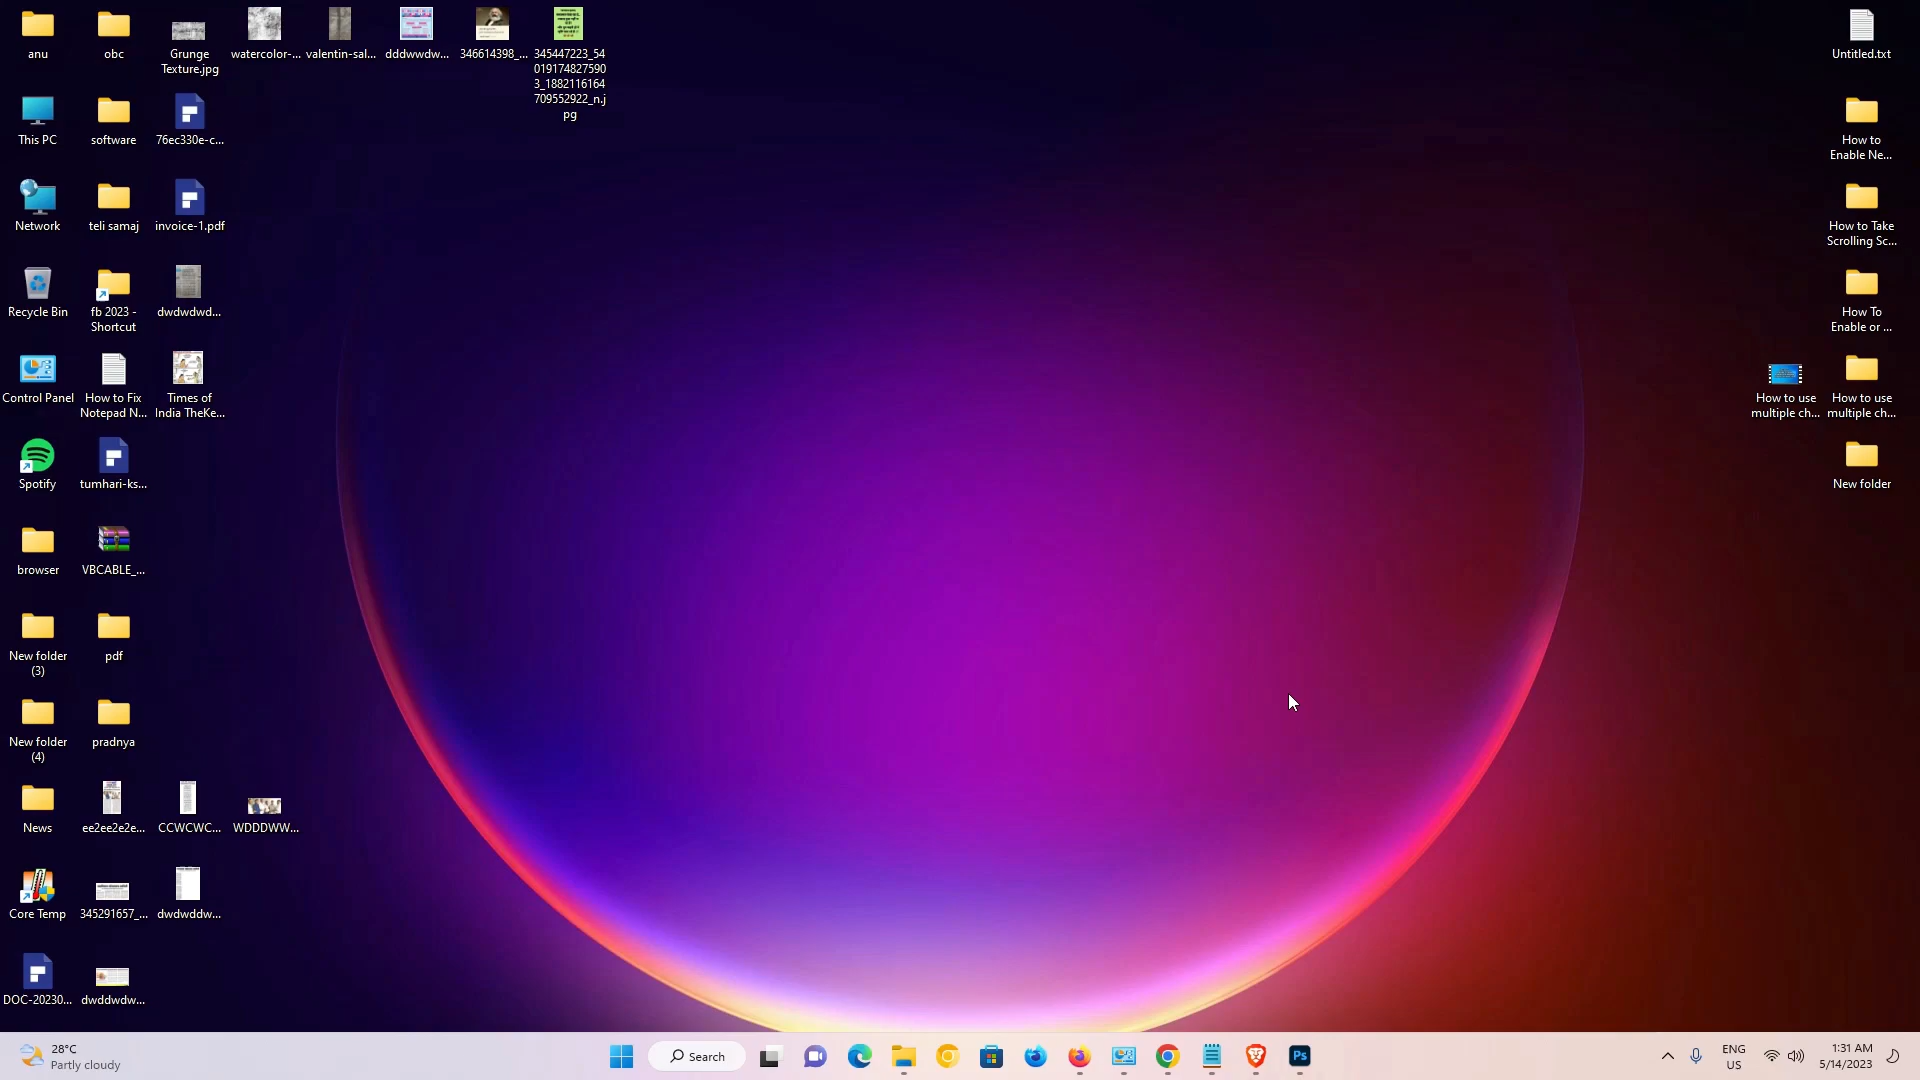 anu
obc
Grunge
Texture.jpg
watercolor-...
valentin-sal...
dddwwdw...
346614398_...
345447223_54
019174827590
3_1882116164
709552922_n.j
pg
Untitled.txt
This PC
software
76ec330e-c...
How to
Enable Ne...
Network
teli samaj
invoice-1.pdf
How to Take
Scrolling Sc...
Recycle Bin
fb 2023 -
Shortcut
dwdwdwd...
How To
Enable or ...
Control Panel
How to Fix
Notepad N...
Times of
India TheKe...
How to use
multiple ch...
How to use
multiple ch...
Spotify
tumhari-ks...
New folder
browser
VBCABLE_...
New folder
(3)
pdf
New folder
(4)
pradnya
News
ee2ee2e2e...
CCWCWC...
WDDDWW...
Core Temp
345291657_...
dwdwddw...
DOC-20230...
dwddwdw...
28°C
Partly cloudy
Search
Ps
ENG
US
1:31 AM
5/14/2023